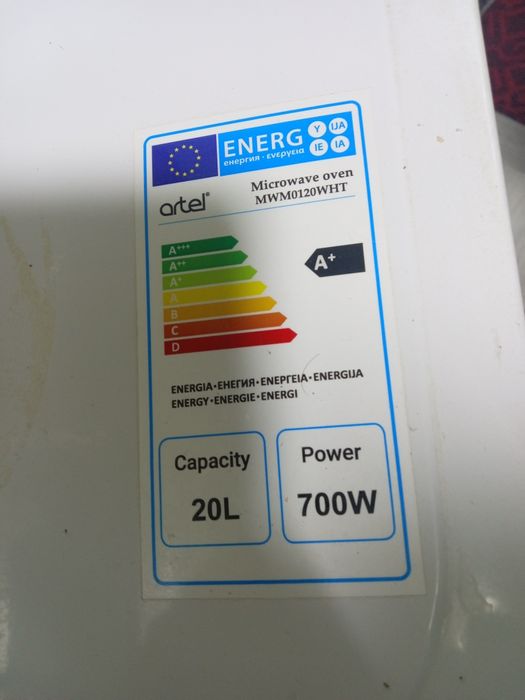 ENERG Y IJA
енергия · ενεργεια IE IA
artel®
Microwave oven
MWM0120WHT
A+++
A++
A+
A
B
C
D
A+
ENERGIA · ЕНЕГИЯ · ΕΝΕΡΓΕΙΑ · ENERGIJA
ENERGY · ENERGIE · ENERGI
Capacity
20L
Power
700W